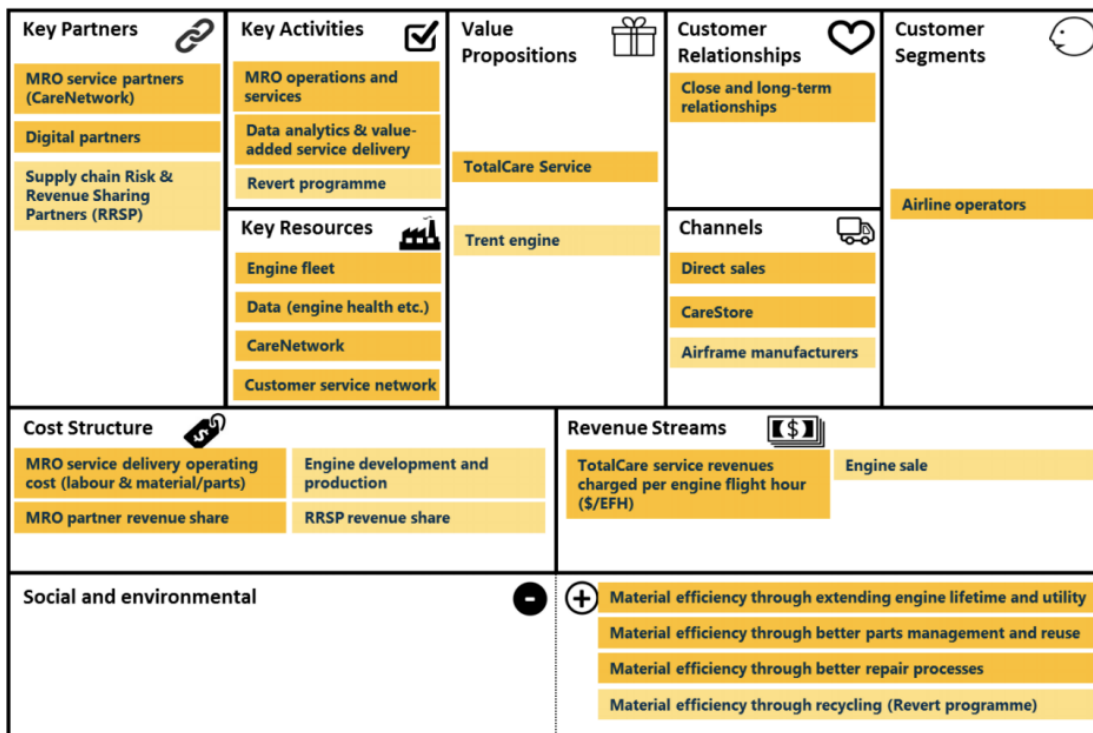 Key Partners
MRO service partners
(CareNetwork)
Digital partners
Supply chain Risk &
Revenue Sharing
Partners (RRSP)
Key Activities
MRO operations and
services
Data analytics & value-
added service delivery
Revert programme
Key Resources
Engine fleet
Data (engine health etc.)
CareNetwork
Customer service network
Value
Propositions
TotalCare Service
Trent engine
Customer
Relationships
Close and long-term
relationships
Channels
Direct sales
CareStore
Airframe manufacturers
Customer
Segments
Airline operators
Cost Structure
$
MRO service delivery operating
cost (labour & material/parts)
MRO partner revenue share
Engine development and
production
RRSP revenue share
Revenue Streams
$
TotalCare service revenues
charged per engine flight hour
($/EFH)
Engine sale
Social and environmental
-
+
Material efficiency through extending engine lifetime and utility
Material efficiency through better parts management and reuse
Material efficiency through better repair processes
Material efficiency through recycling (Revert programme)